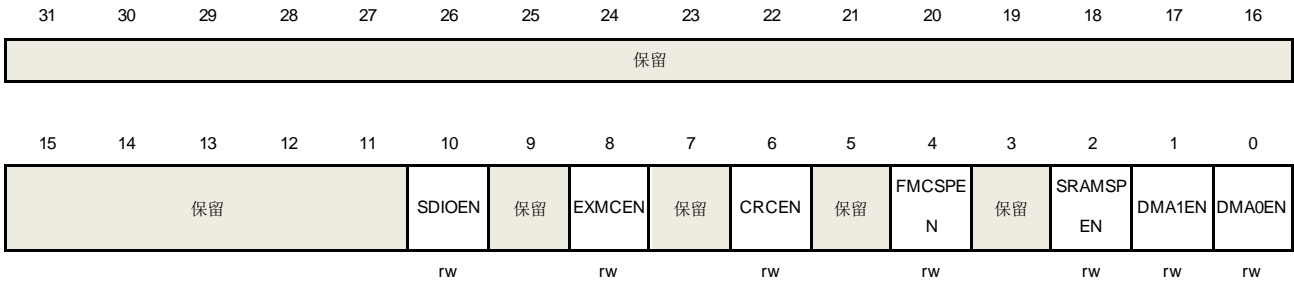 31 30 29 28 27 26 25 24 23 22 21 20 19 18 17 16
保留
15 14 13 12 11 10 9 8 7 6 5 4 3 2 1 0
保留 SDIOEN 保留 EXMCEN 保留 CRCEN 保留 FMCSPE 保留 SRAMSP DMA1EN DMA0EN
N EN
rw rw rw rw rw rw rw